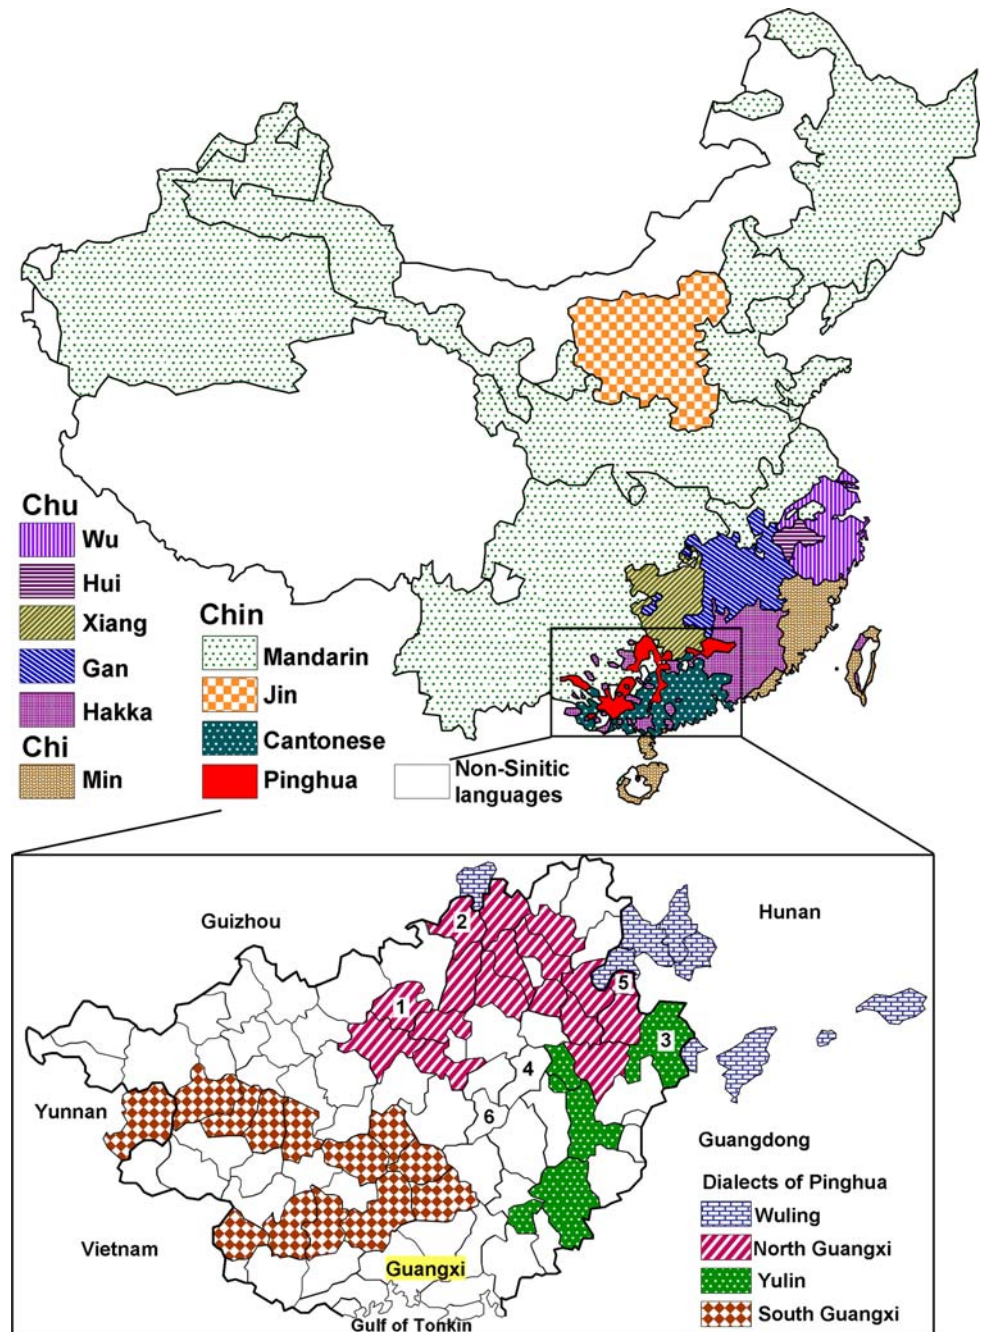 Chu
Wu
Hui
Xiang
Gan
Hakka
Chi
Min
Chin
Mandarin
Jin
Cantonese
Pinghua
Non-Sinitic
languages
Guizhou
Hunan
2
1
5
3
4
6
Yunnan
Vietnam
Guangxi
Gulf of Tonkin
Guangdong
Dialects of Pinghua
Wuling
North Guangxi
Yulin
South Guangxi